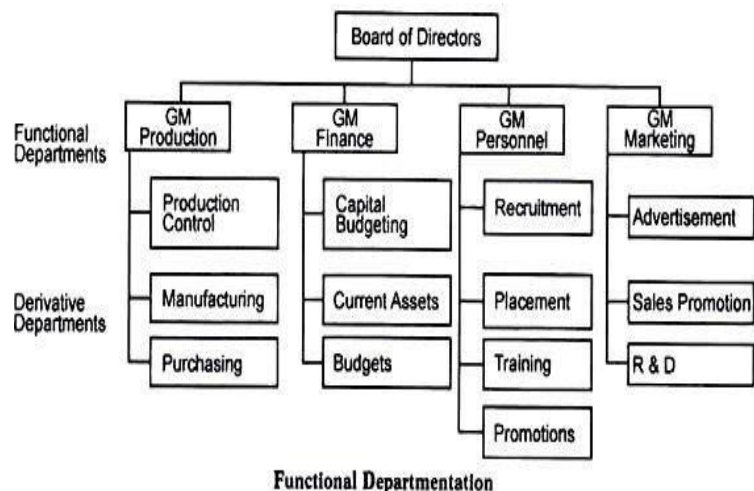 Board of Directors
GM
Production
GM
Finance
GM
Personnel
GM
Marketing
Functional
Departments
Production
Control
Capital
Budgeting
Recruitment
Advertisement
Derivative
Departments
Manufacturing
Current Assets
Placement
Sales Promotion
Purchasing
Budgets
Training
R & D
Promotions
Functional Departmentation